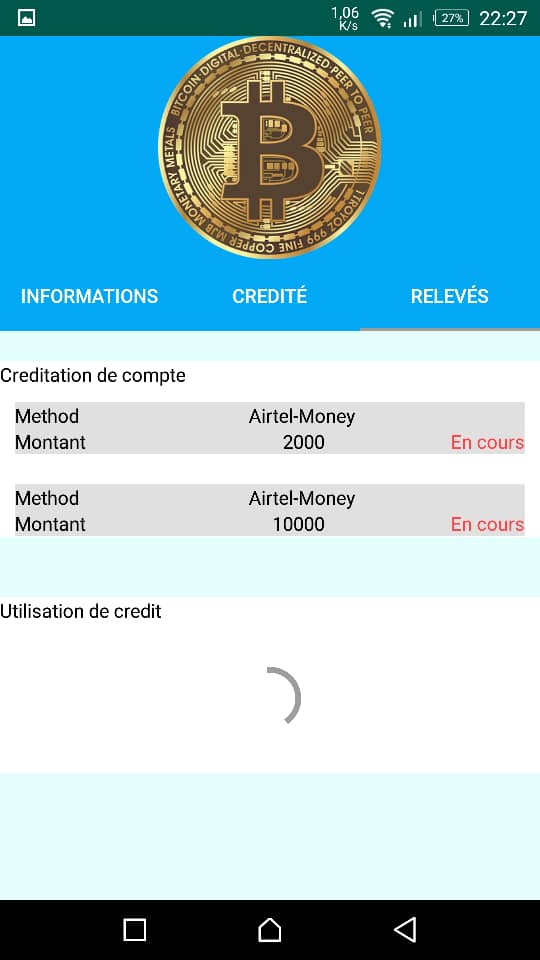 1,06
K/s
27%
22:27
BITCOIN·DIGITAL·DECENTRALIZED PEER TO PEER
1 TROY OZ 999 FINE COPPER MJB MONETARY METALS
INFORMATIONS
CREDITÉ
RELEVÉS
Creditation de compte
Method Airtel-Money
Montant 2000 En cours
Method Airtel-Money
Montant 10000 En cours
Utilisation de credit